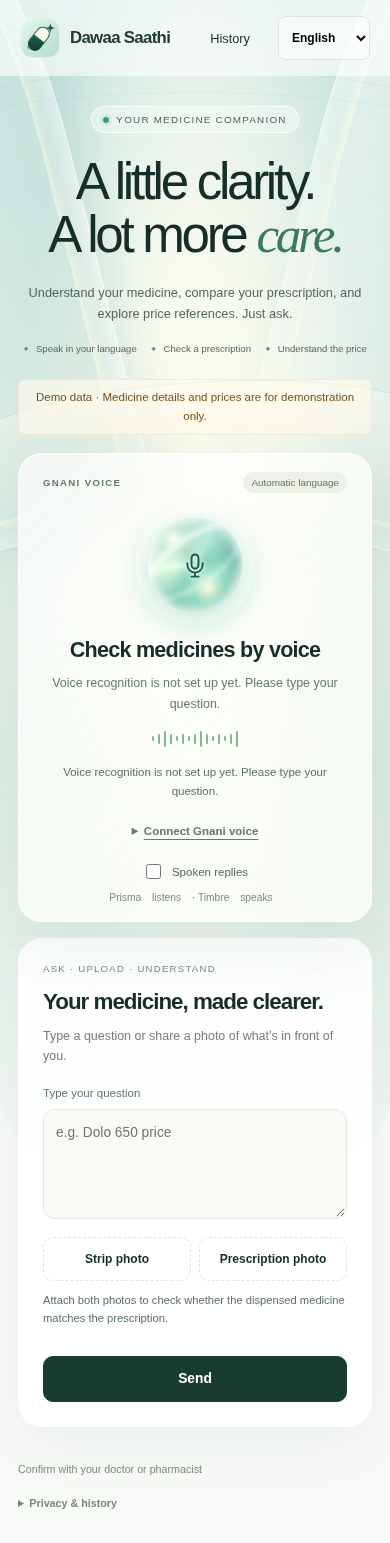 Dawaa Saathi
History
English
YOUR MEDICINE COMPANION
A little clarity.
A lot more care.
Understand your medicine, compare your prescription, and
explore price references. Just ask.
Speak in your language
Check a prescription
Understand the price
Demo data · Medicine details and prices are for demonstration
only.
GNANI VOICE
Automatic language
Check medicines by voice
Voice recognition is not set up yet. Please type your
question.
Voice recognition is not set up yet. Please type your
question.
Connect Gnani voice
Spoken replies
Prisma listens · Timbre speaks
ASK · UPLOAD · UNDERSTAND
Your medicine, made clearer.
Type a question or share a photo of what's in front of
you.
Type your question
e.g. Dolo 650 price
Strip photo
Prescription photo
Attach both photos to check whether the dispensed medicine
matches the prescription.
Send
Confirm with your doctor or pharmacist
Privacy & history